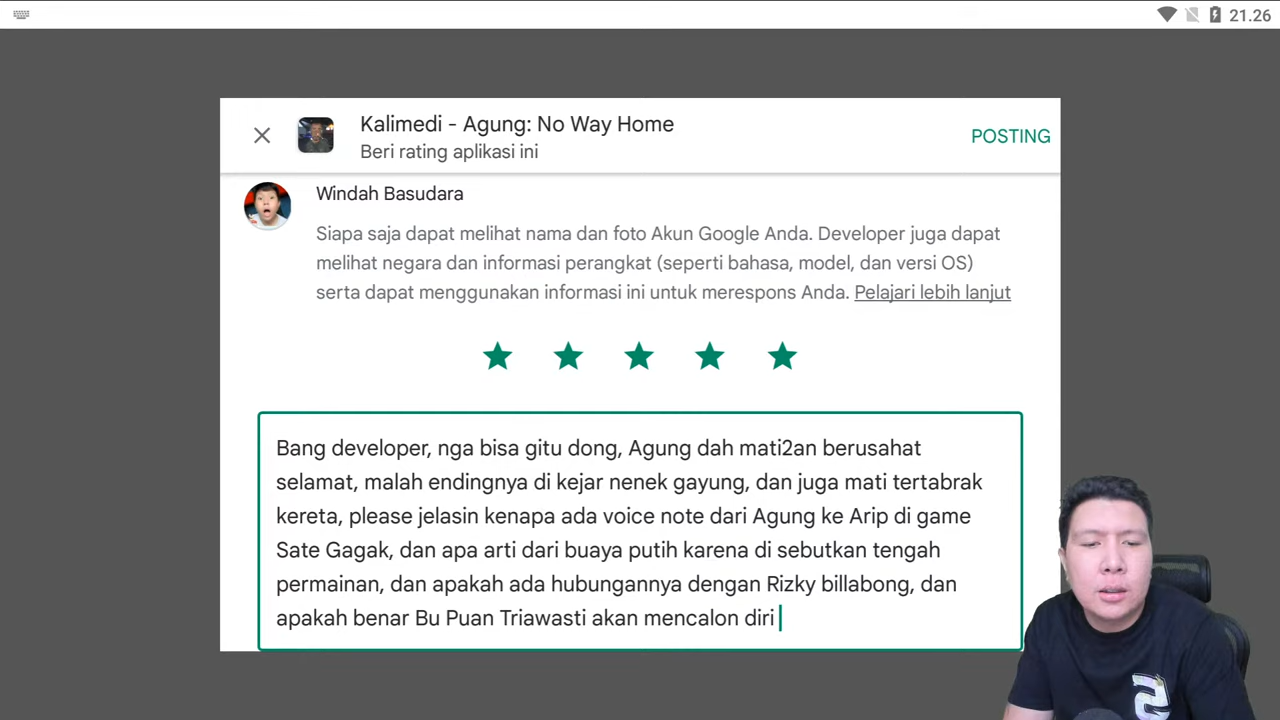 21.26
Kalimedi - Agung: No Way Home
Beri rating aplikasi ini
POSTING
Windah Basudara
Siapa saja dapat melihat nama dan foto Akun Google Anda. Developer juga dapat
melihat negara dan informasi perangkat (seperti bahasa, model, dan versi OS)
serta dapat menggunakan informasi ini untuk merespons Anda. Pelajari lebih lanjut
Bang developer, nga bisa gitu dong, Agung dah mati2an berusahat
selamat, malah endingnya di kejar nenek gayung, dan juga mati tertabrak
kereta, please jelasin kenapa ada voice note dari Agung ke Arip di game
Sate Gagak, dan apa arti dari buaya putih karena di sebutkan tengah
permainan, dan apakah ada hubungannya dengan Rizky billabong, dan
apakah benar Bu Puan Triawasti akan mencalon diri